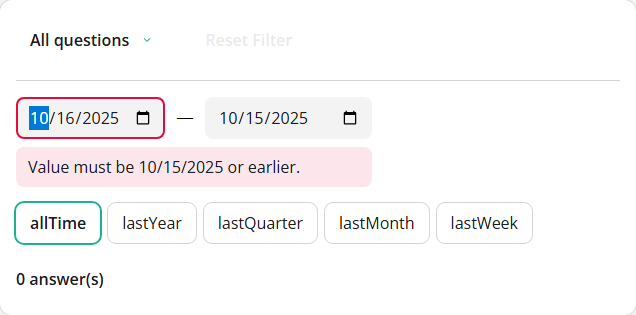 All questions Reset Filter
10/16/2025 — 10/15/2025
Value must be 10/15/2025 or earlier.
allTime lastYear lastQuarter lastMonth lastWeek
0 answer(s)